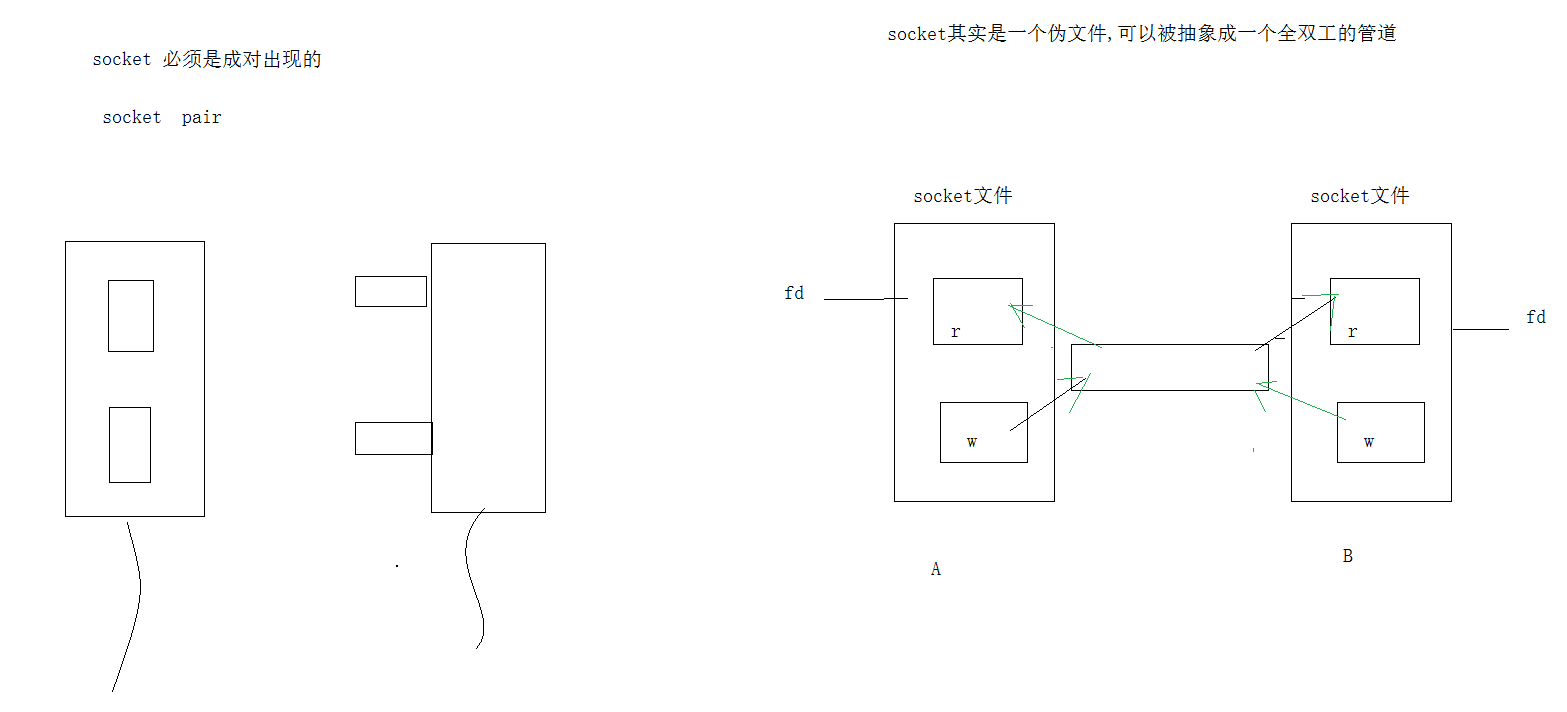 socket 必须是成对出现的
socket  pair
socket其实是一个伪文件,可以被抽象成一个全双工的管道
socket文件
socket文件
fd
fd
r
r
w
w
A
B